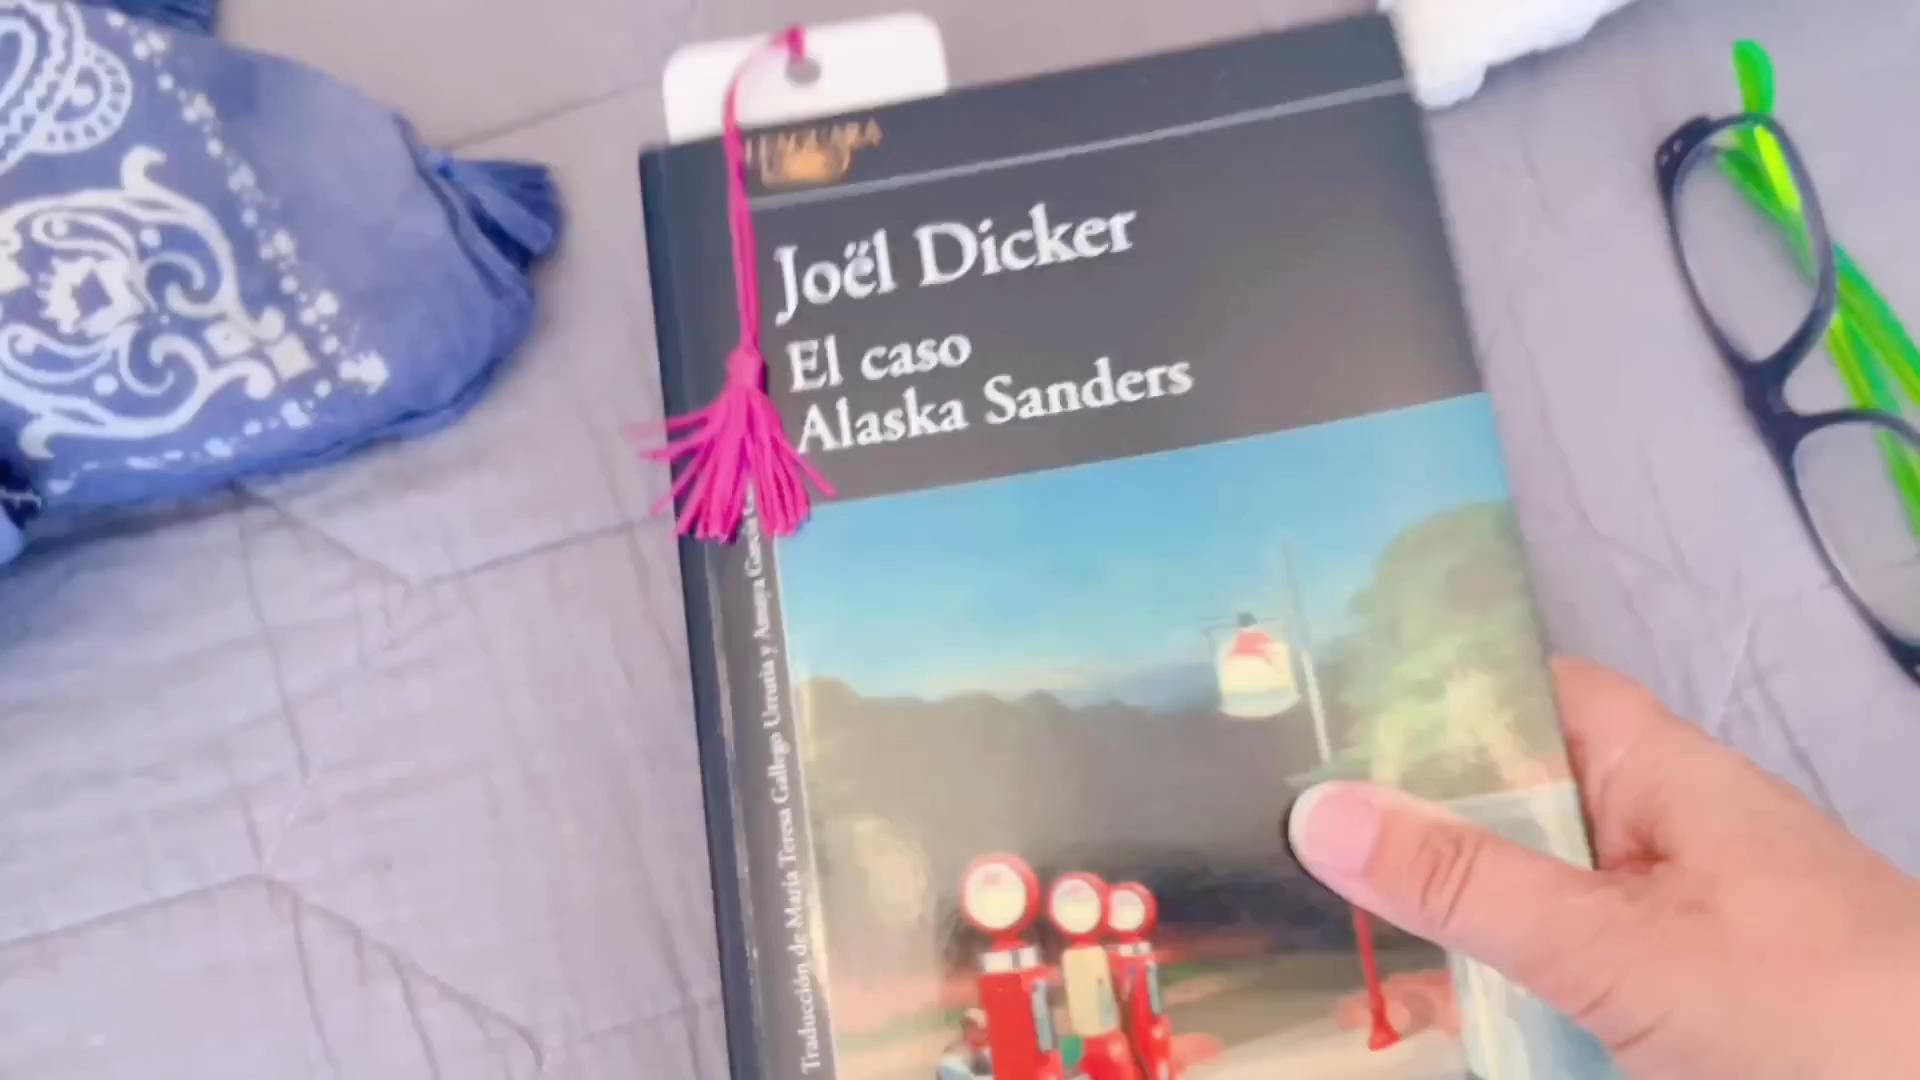 Joël Dicker
El caso
Alaska Sanders
Traducción de María Teresa Gallego Urrutia y Amaya García